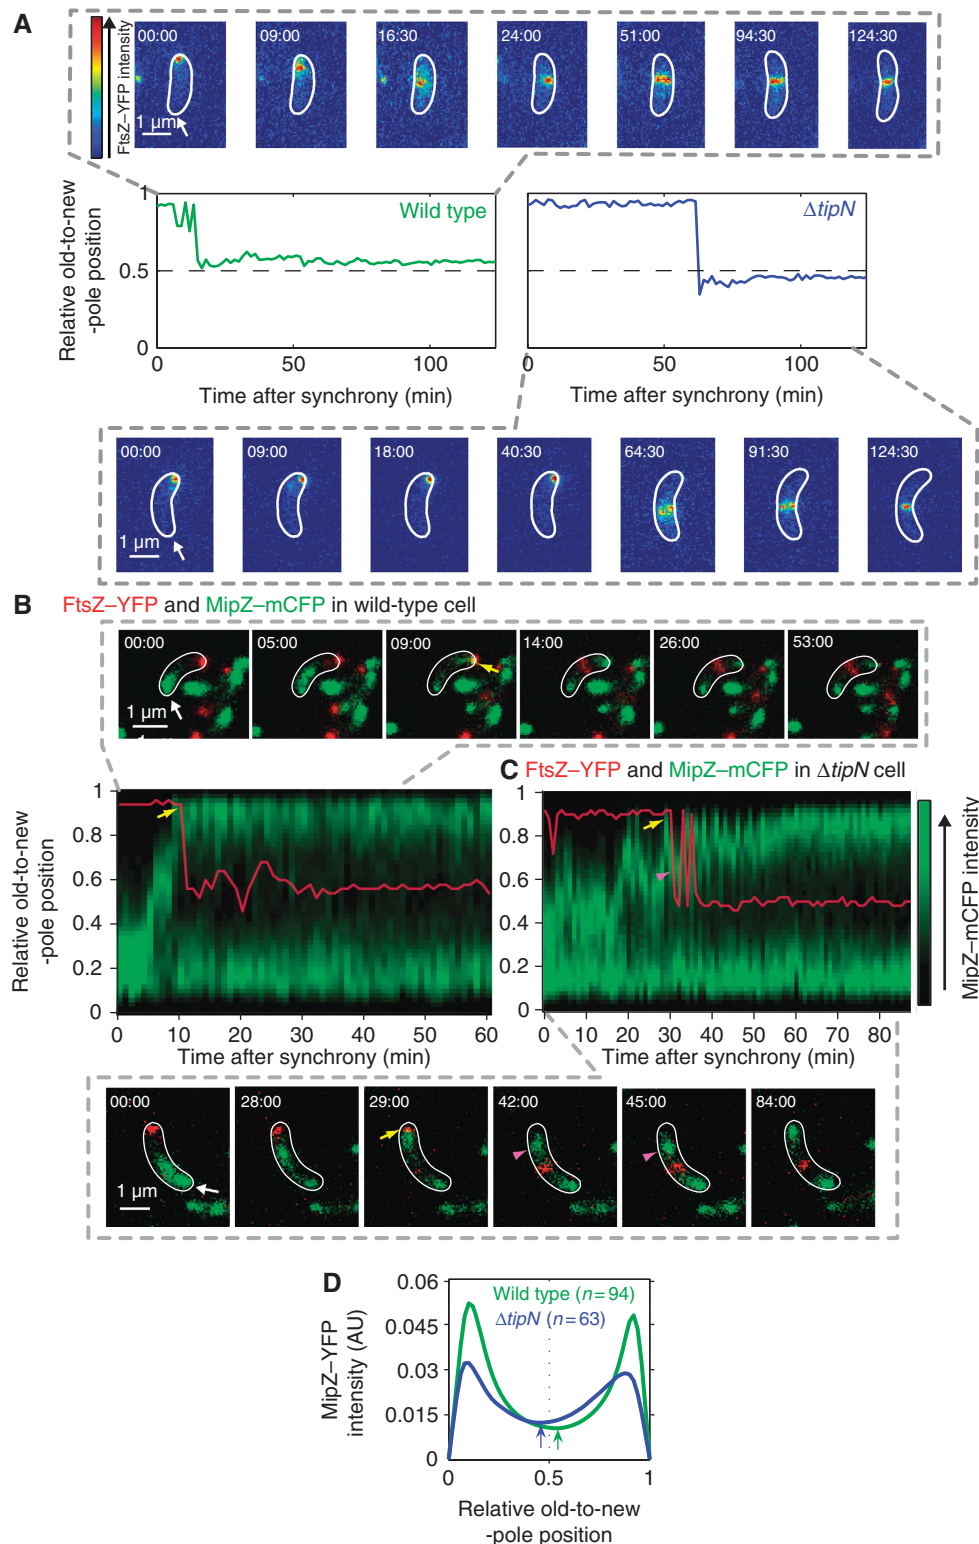 A
FtsZ–YFP intensity
00:00
09:00
16:30
24:00
51:00
94:30
124:30
1 µm
Relative old-to-new
-pole position
1
0.5
0
Wild type
0
50
100
Time after synchrony (min)
ΔtipN
0
50
100
Time after synchrony (min)
00:00
09:00
18:00
40:30
64:30
91:30
124:30
1 µm
B
FtsZ–YFP and MipZ–mCFP in wild-type cell
00:00
05:00
09:00
14:00
26:00
53:00
1 µm
Relative old-to-new
-pole position
1
0.8
0.6
0.4
0.2
0
0
10
20
30
40
50
60
Time after synchrony (min)
C
FtsZ–YFP and MipZ–mCFP in ΔtipN cell
1
0.8
0.6
0.4
0.2
0
0
10
20
30
40
50
60
70
80
Time after synchrony (min)
MipZ–mCFP intensity
00:00
28:00
29:00
42:00
45:00
84:00
1 µm
D
MipZ–YFP
intensity (AU)
0.06
0.045
0.03
0.015
0
Wild type (n=94)
ΔtipN (n=63)
0
0.5
1
Relative old-to-new
-pole position